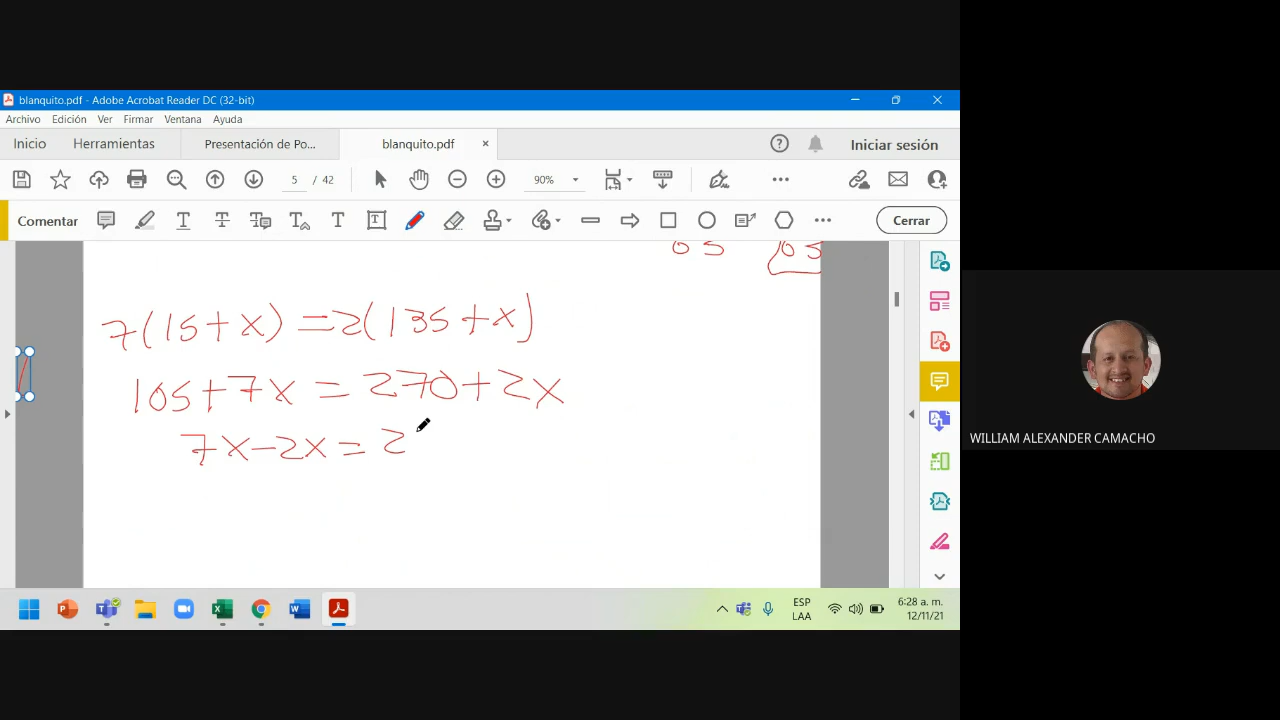 blanquito.pdf - Adobe Acrobat Reader DC (32-bit)
Archivo Edición Ver Firmar Ventana Ayuda
Inicio Herramientas Presentación de Po... blanquito.pdf × Iniciar sesión
5 / 42 90%
Comentar Cerrar
05 05
7(15+x) =2(135+x)
105+7x = 270+2x
7x-2x = 2
WILLIAM ALEXANDER CAMACHO
ESP
LAA
6:28 a. m.
12/11/21